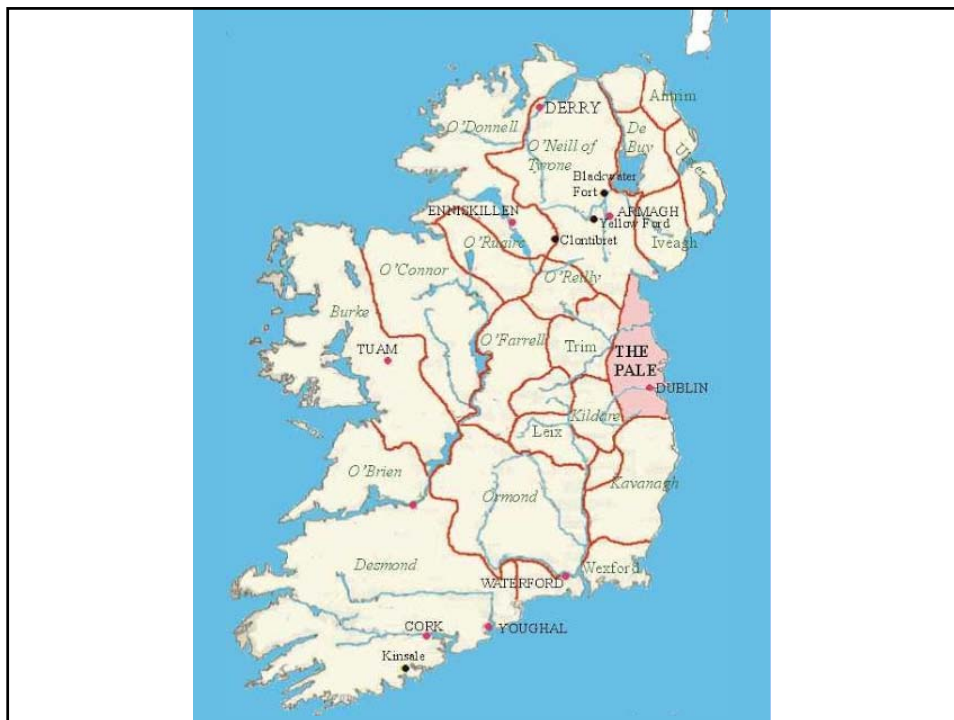 Antrim
DERRY
O'Donnell
De
Buy
O'Neill of
Tyrone
Ulster
Blackwater
Fort
ENNISKILLEN
ARMAGH
Yellow Ford
Clontibret
Iveagh
O'Ruairc
O'Connor
O'Reilly
Burke
O'Farrell
Trim
TUAM
THE
PALE
DUBLIN
Kildare
Leix
O'Brien
Kavanagh
Ormond
Desmond
Wexford
WATERFORD
CORK
YOUGHAL
Kinsale